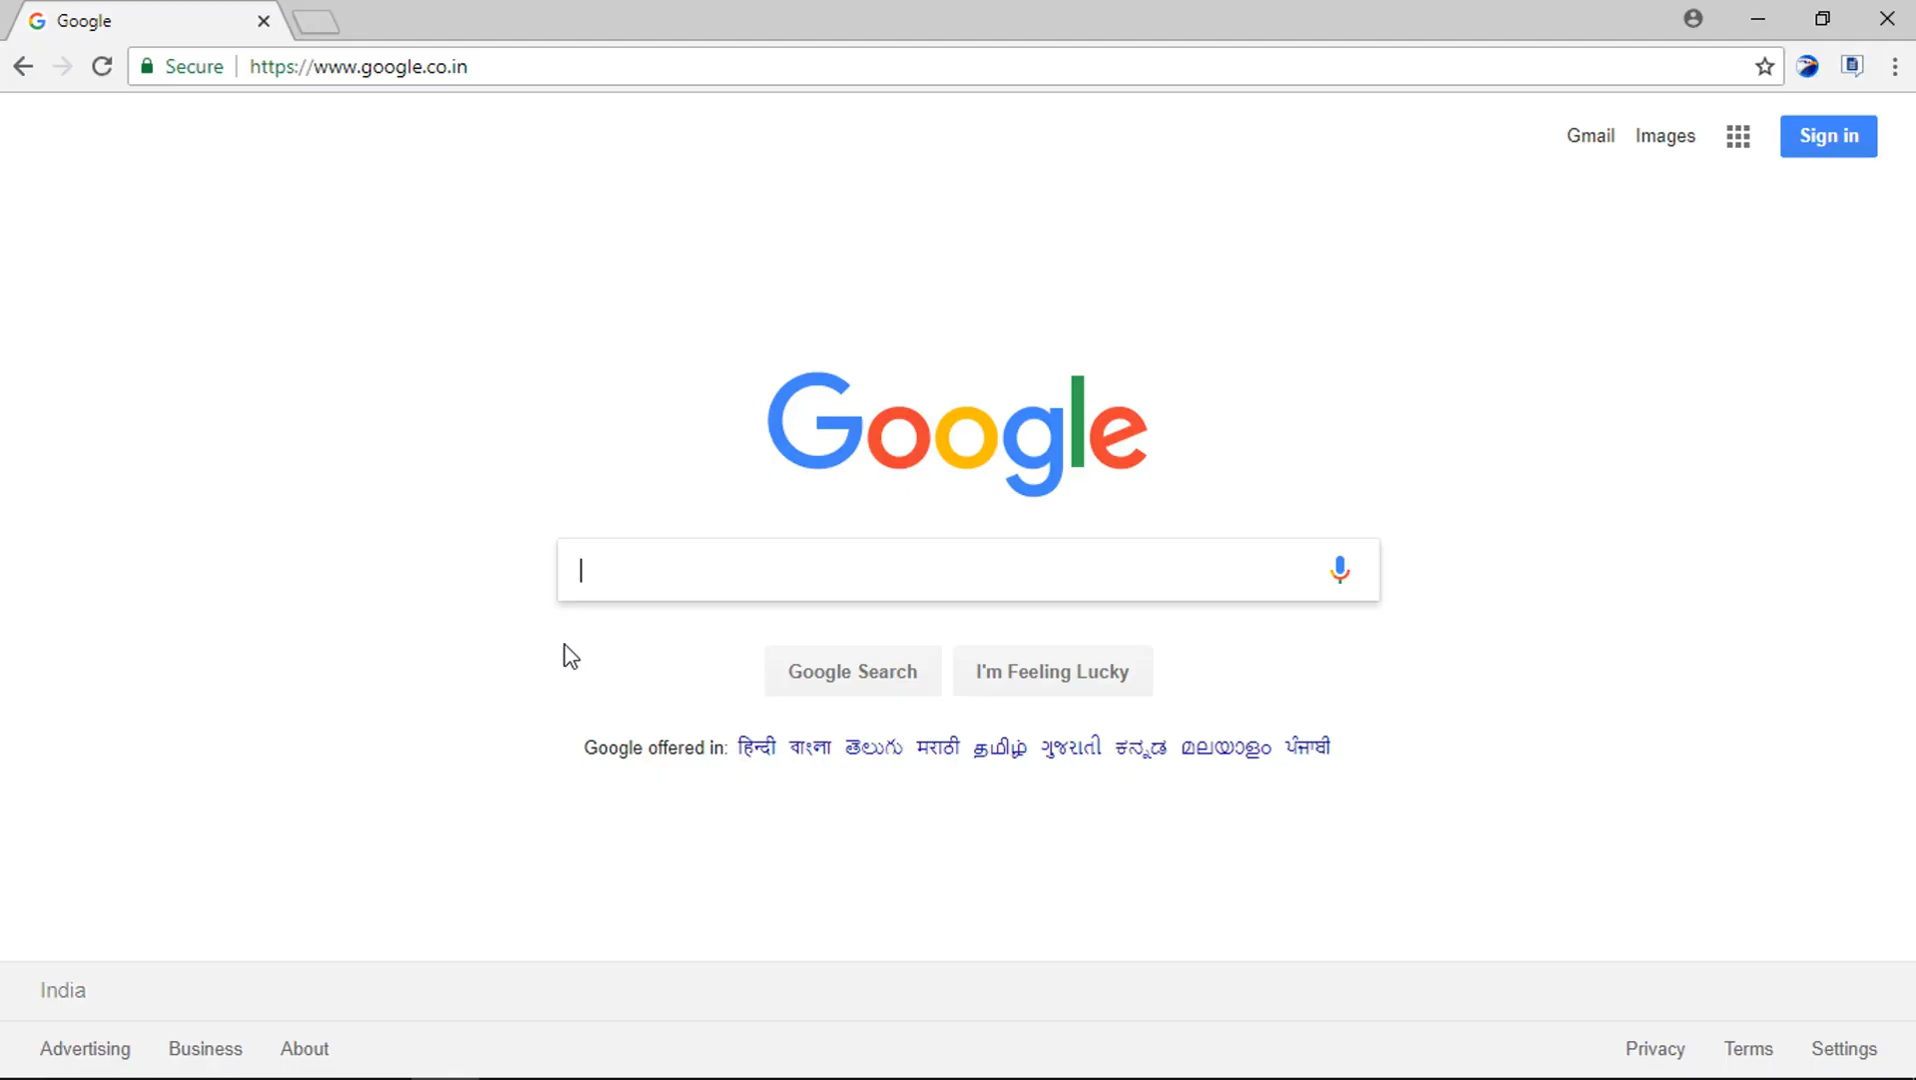 Google
Secure https://www.google.co.in
Gmail Images Sign in
Google
Google Search I'm Feeling Lucky
Google offered in: हिन्दी বাংলা తెలుగు मराठी தமிழ் ગુજરાતી ಕನ್ನಡ മലയാളം ਪੰਜਾਬੀ
India
Advertising Business About Privacy Terms Settings